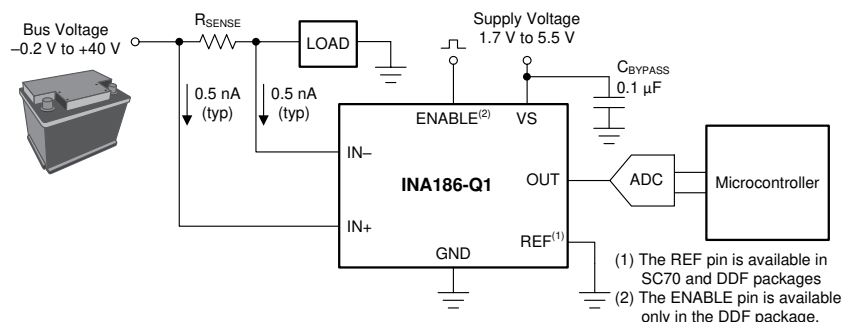 Bus Voltage
–0.2 V to +40 V
RSENSE
LOAD
Supply Voltage
1.7 V to 5.5 V
CBYPASS
0.1 µF
0.5 nA
(typ)
0.5 nA
(typ)
ENABLE(2)
VS
IN–
INA186-Q1
OUT
ADC
Microcontroller
IN+
REF(1)
GND
(1) The REF pin is available in
SC70 and DDF packages
(2) The ENABLE pin is available
only in the DDF package.